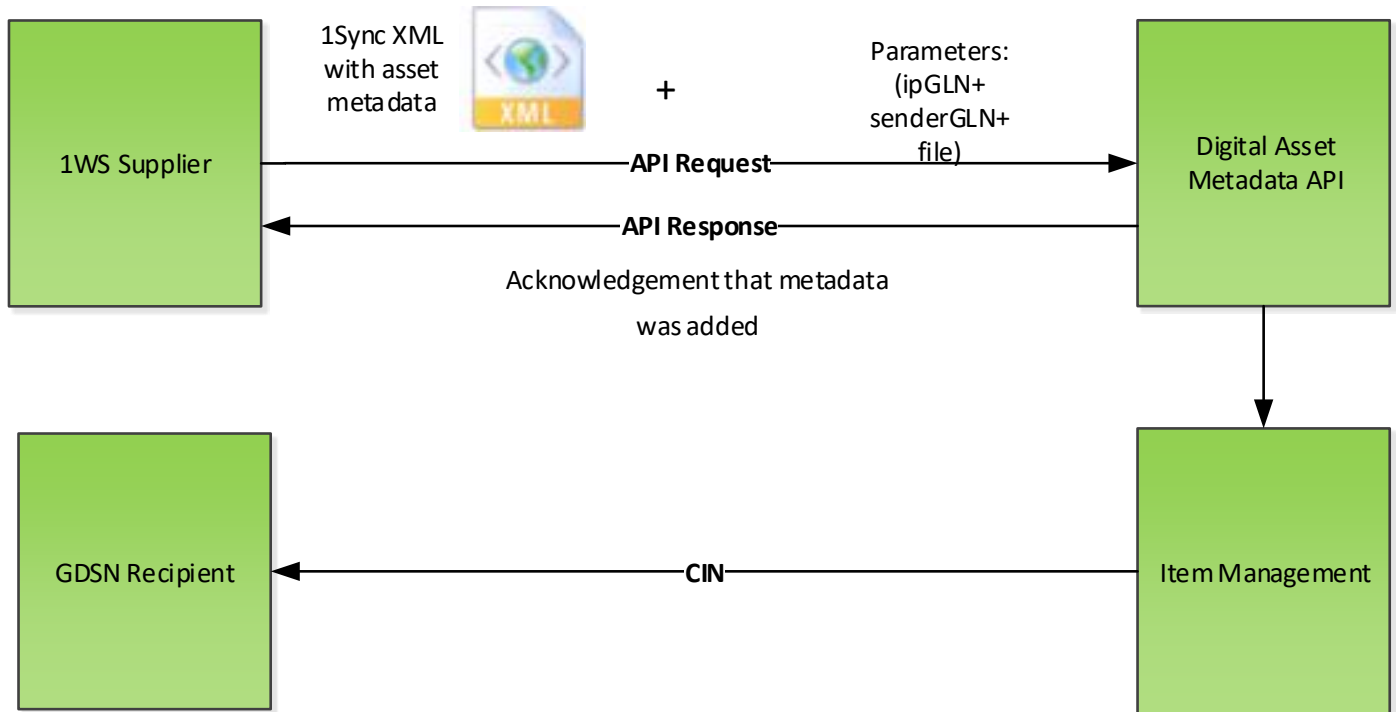 1Sync XML
with asset
metadata
XML
+
Parameters:
(ipGLN+
senderGLN+
file)
1WS Supplier
API Request
Digital Asset
Metadata API
API Response
Acknowledgement that metadata
was added
GDSN Recipient
CIN
Item Management